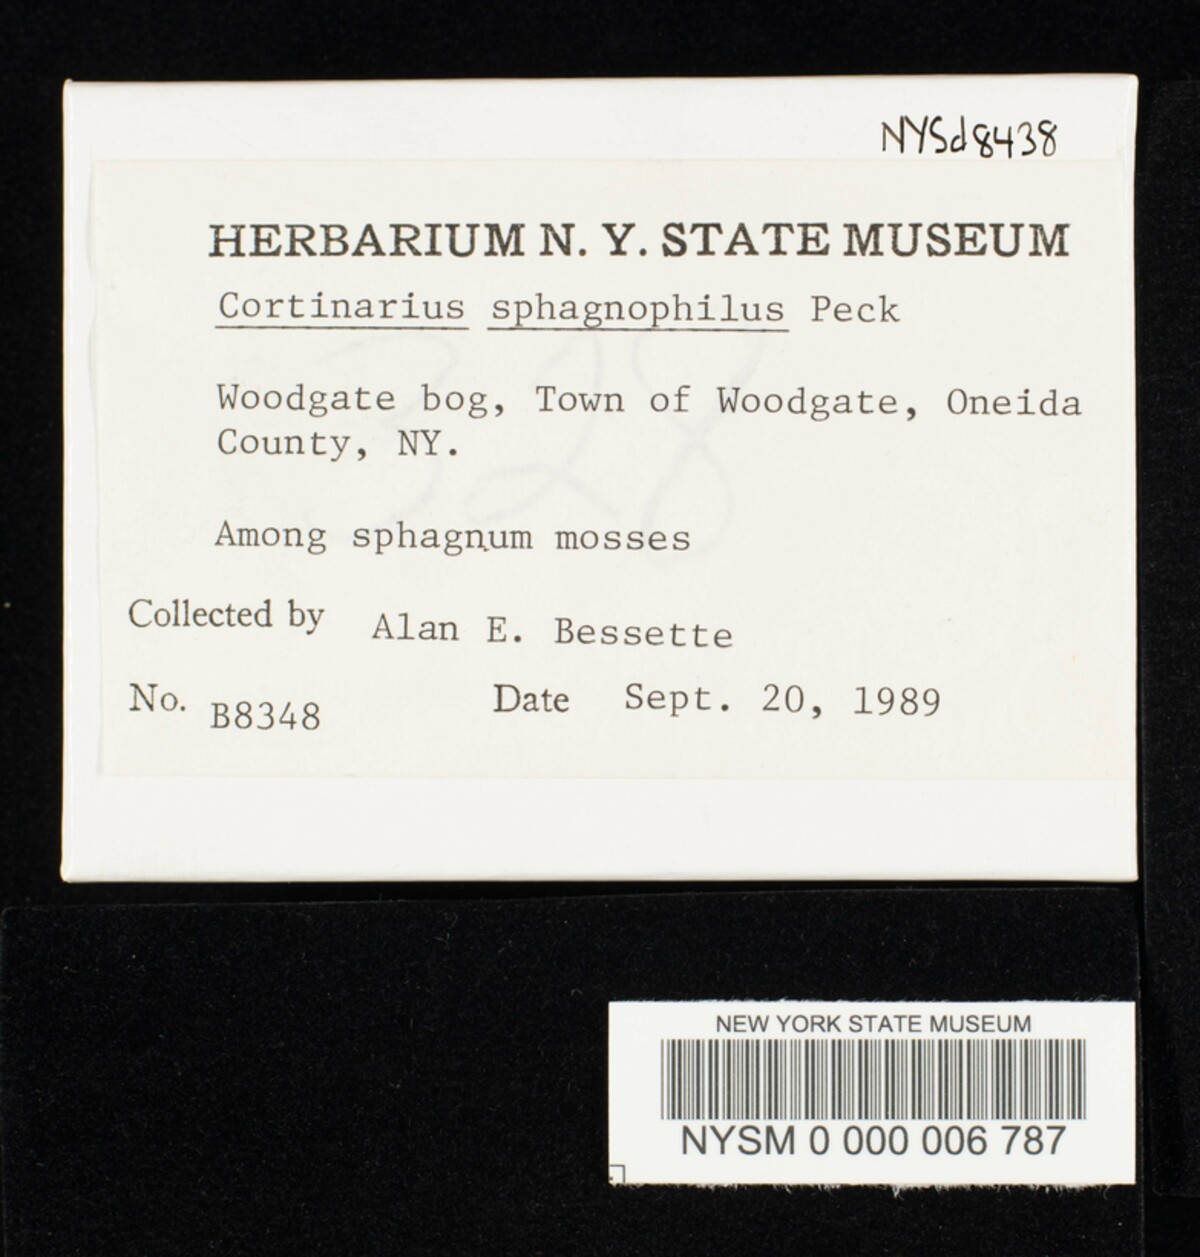 NYSd8438
HERBARIUM N. Y. STATE MUSEUM
Cortinarius sphagnophilus Peck
Woodgate bog, Town of Woodgate, Oneida
County, NY.
328
Among sphagnum mosses
Collected by Alan E. Bessette
No. B8348 Date Sept. 20, 1989
NEW YORK STATE MUSEUM
NYSM 0 000 006 787